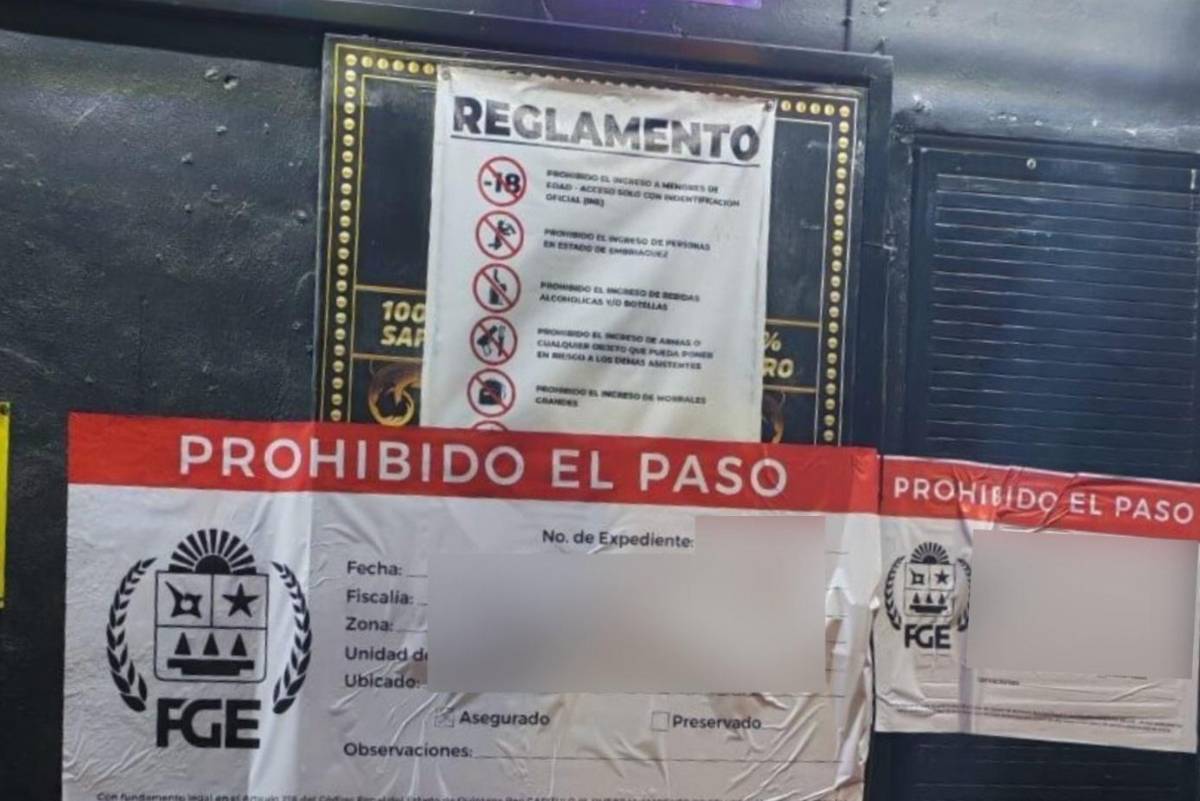 REGLAMENTO
-18
PROHIBIDO EL INGRESO A MENORES DE
EDAD - ACCESO SOLO CON INDENTIFICACIÓN
OFICIAL (INE)
PROHIBIDO EL INGRESO DE PERSONAS
EN ESTADO DE EMBRIAGUEZ
PROHIBIDO EL INGRESO DE BEBIDAS
ALCOHOLICAS Y/O BOTELLAS
PROHIBIDO EL INGRESO DE ARMAS O
CUALQUIER OBJETO QUE PUEDA PONER
EN RIESGO A LOS DEMAS ASISTENTES
PROHIBIDO EL INGRESO DE MORRALES
GRANDES
100
%
PROHIBIDO EL PASO
No. de Expediente:
Fecha:
Fiscalía:
Zona:
Unidad de
Ubicado:
Asegurado
Preservado
Observaciones:
FGE
PROHIBIDO EL PASO
FGE